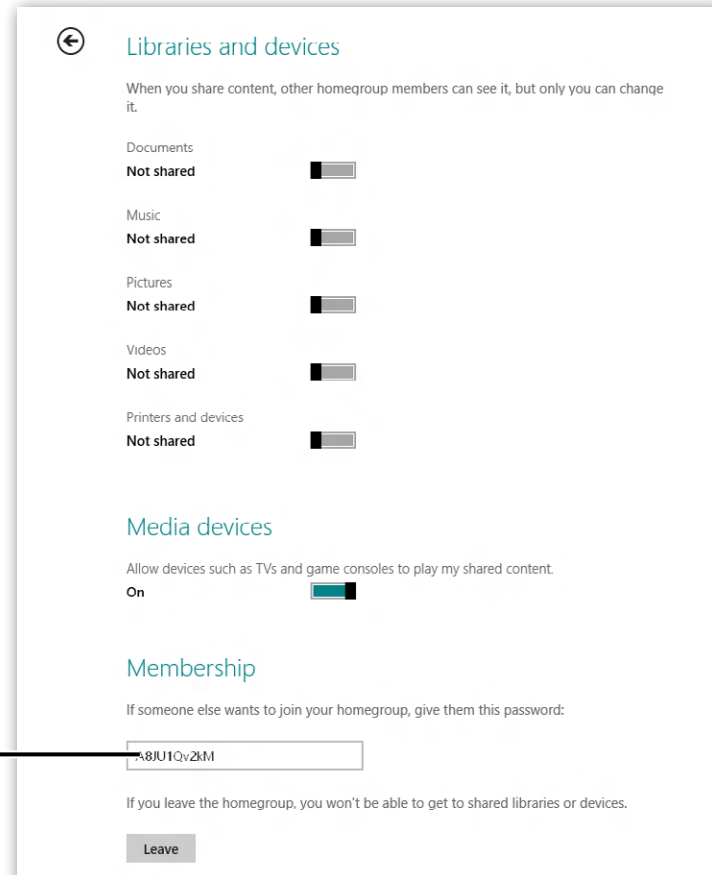 Libraries and devices
When you share content, other homegroup members can see it, but only you can change
it.
Documents
Not shared
Music
Not shared
Pictures
Not shared
Videos
Not shared
Printers and devices
Not shared
Media devices
Allow devices such as TVs and game consoles to play my shared content.
On
Membership
If someone else wants to join your homegroup, give them this password:
A8JU1Qv2kM
If you leave the homegroup, you won't be able to get to shared libraries or devices.
Leave